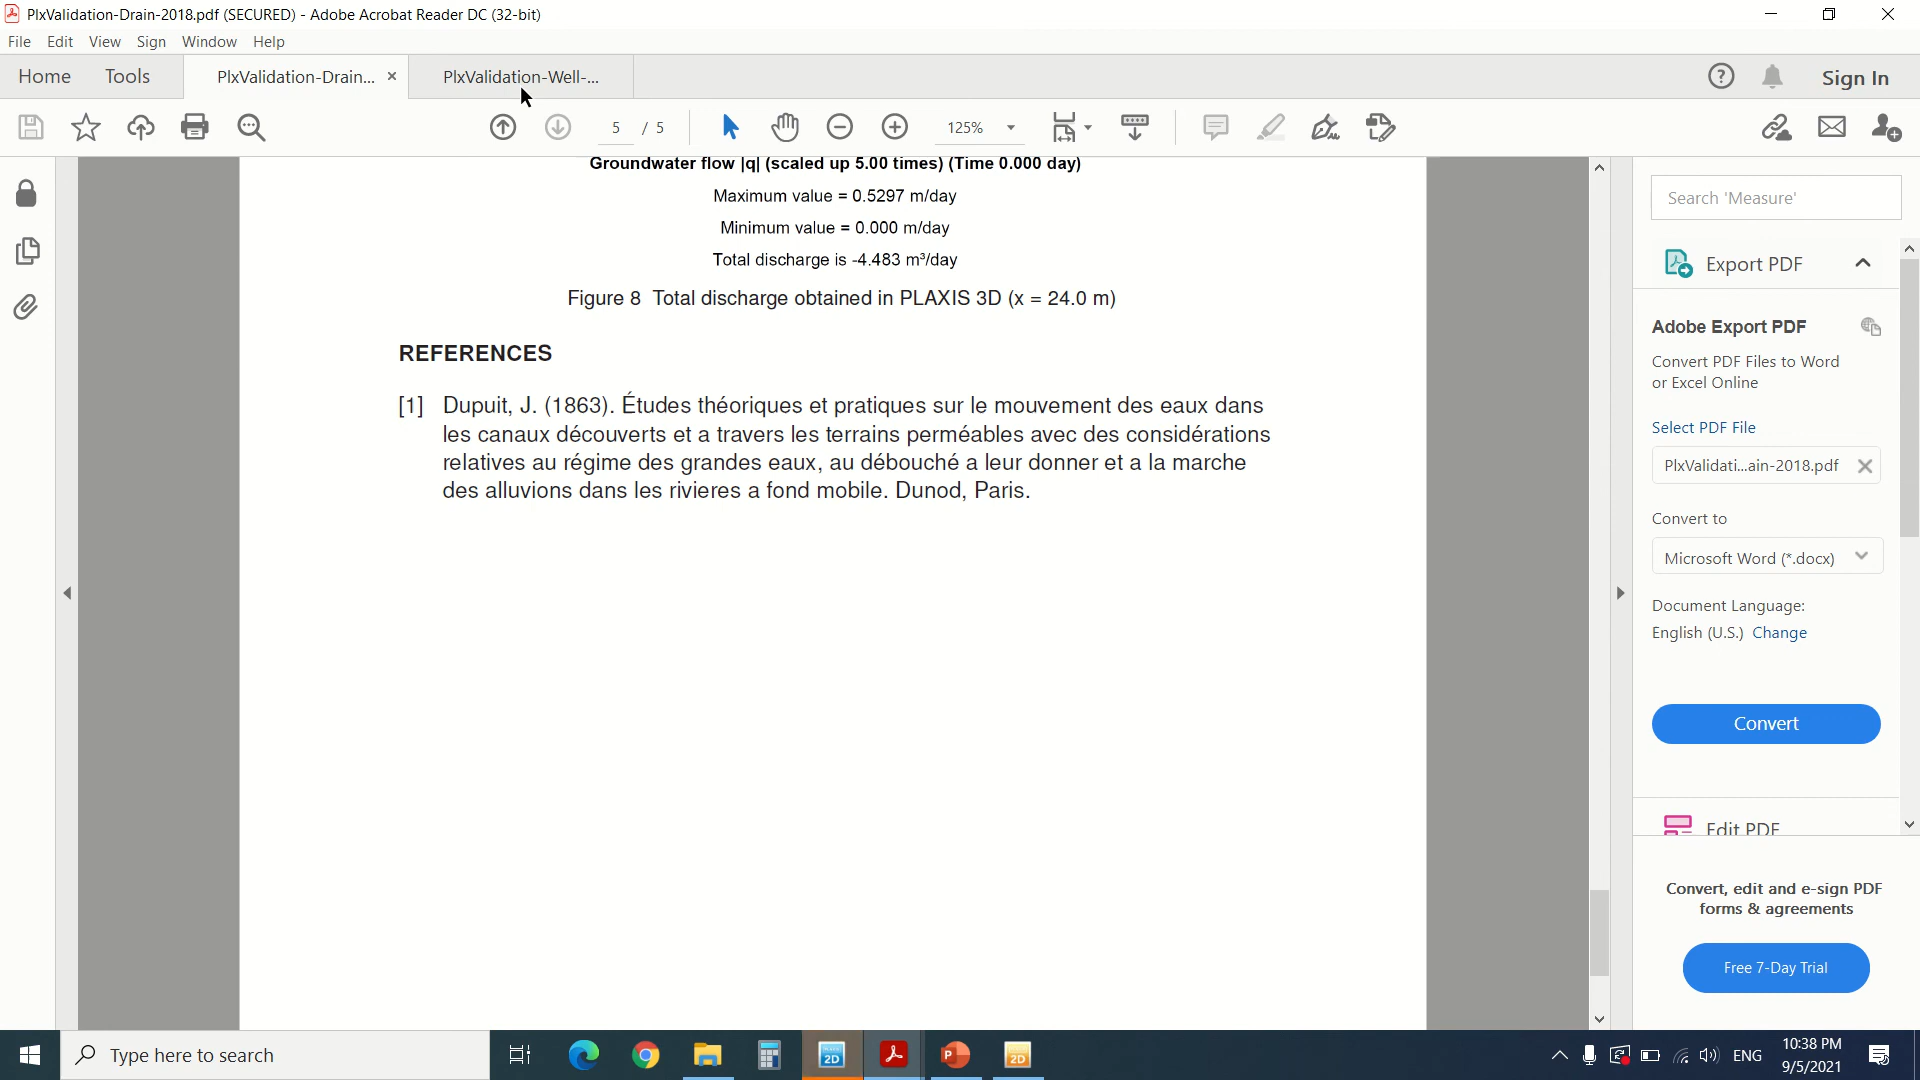 PlxValidation-Drain-2018.pdf (SECURED) - Adobe Acrobat Reader DC (32-bit)
File Edit View Sign Window Help
Home Tools PlxValidation-Drain... PlxValidation-Well-... Sign In
5 / 5 125%
Groundwater flow |q| (scaled up 5.00 times) (Time 0.000 day)
Maximum value = 0.5297 m/day
Minimum value = 0.000 m/day
Total discharge is -4.483 m³/day
Figure 8 Total discharge obtained in PLAXIS 3D (x = 24.0 m)
REFERENCES
[1] Dupuit, J. (1863). Études théoriques et pratiques sur le mouvement des eaux dans
les canaux découverts et a travers les terrains perméables avec des considérations
relatives au régime des grandes eaux, au débouché a leur donner et a la marche
des alluvions dans les rivieres a fond mobile. Dunod, Paris.
Search 'Measure'
Export PDF
Adobe Export PDF
Convert PDF Files to Word
or Excel Online
Select PDF File
PlxValidati...ain-2018.pdf
Convert to
Microsoft Word (*.docx)
Document Language:
English (U.S.) Change
Convert
Edit PDF
Convert, edit and e-sign PDF
forms & agreements
Free 7-Day Trial
Type here to search
2D
P
2D
ENG
10:38 PM
9/5/2021